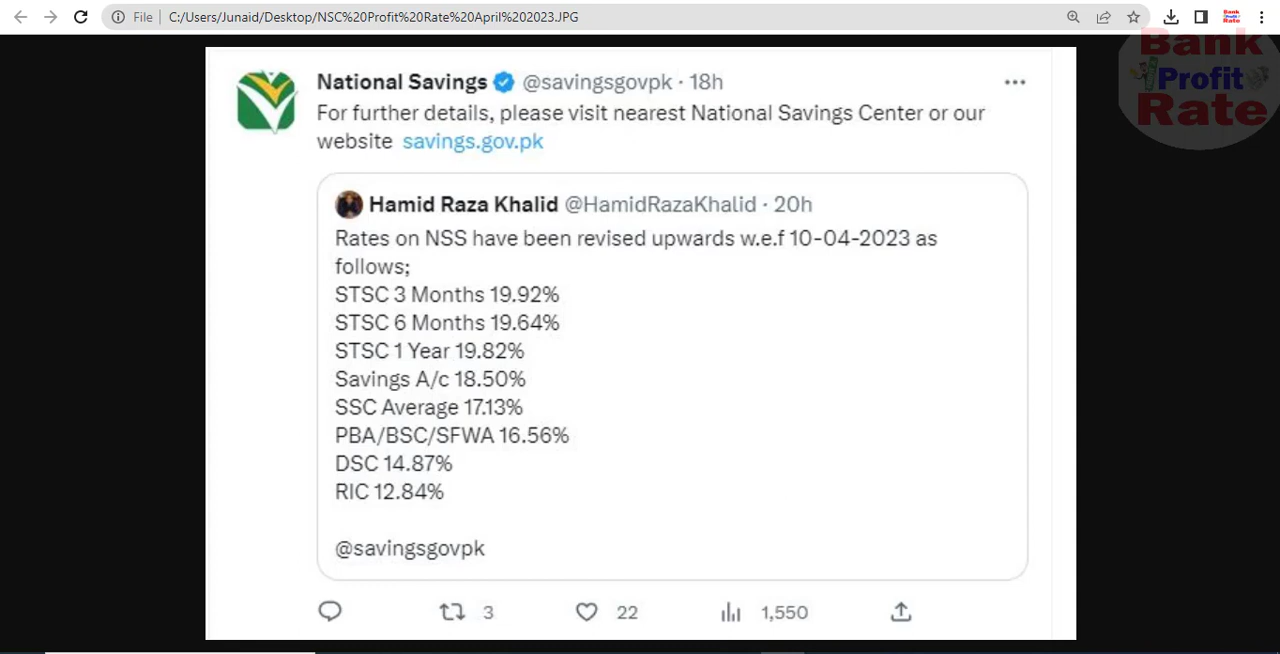 File
C:/Users/Junaid/Desktop/NSC%20Profit%20Rate%20April%202023.JPG
Bank
Profit
Rate
National Savings @savingsgovpk · 18h
For further details, please visit nearest National Savings Center or our
website savings.gov.pk
Hamid Raza Khalid @HamidRazaKhalid · 20h
Rates on NSS have been revised upwards w.e.f 10-04-2023 as
follows;
STSC 3 Months 19.92%
STSC 6 Months 19.64%
STSC 1 Year 19.82%
Savings A/c 18.50%
SSC Average 17.13%
PBA/BSC/SFWA 16.56%
DSC 14.87%
RIC 12.84%
@savingsgovpk
3 22 1,550